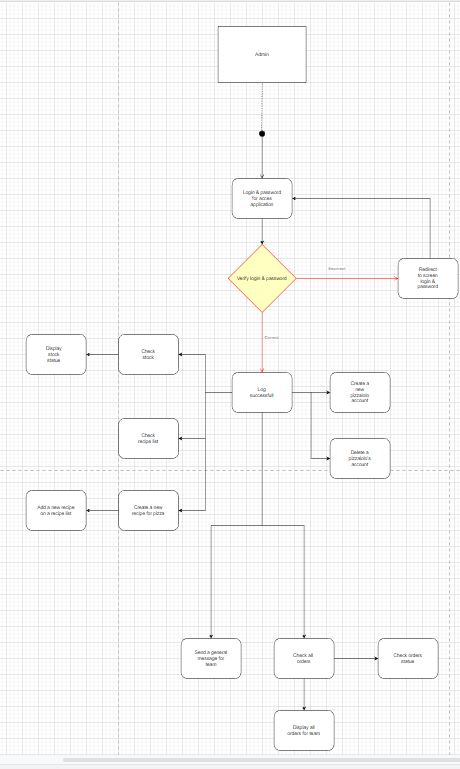 Admin
Login & password
for acces
application
Verify login & password
Incorrect
Redirect
to screen
login &
password
Correct
Display
stock
status
Check
stock
Log
successfull
Create a
new
pizzaiolo
account
Check
recipe list
Delete a
pizzaiolo's
account
Add a new recipe
on a recipe list
Create a new
recipe for pizza
Send a general
message for
team
Check all
orders
Check orders
status
Display all
orders for team